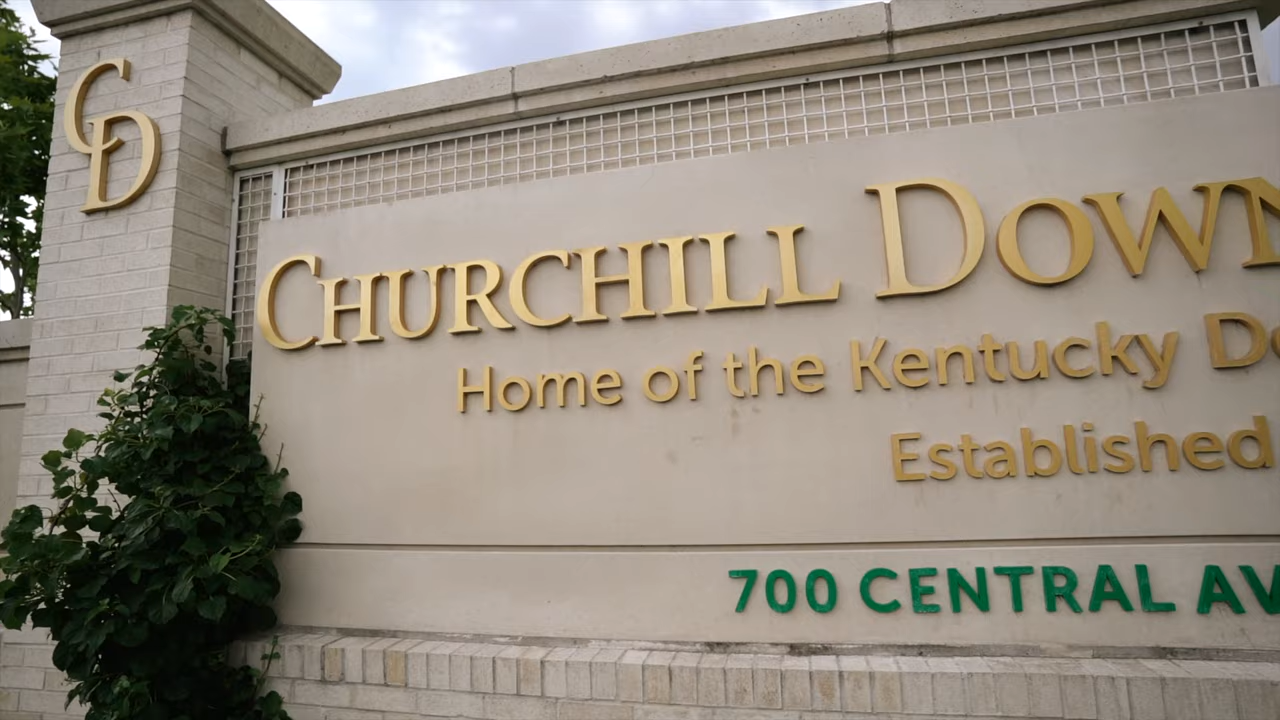 CD
CHURCHILL DOWN
Home of the Kentucky D
Established
700 CENTRAL AV